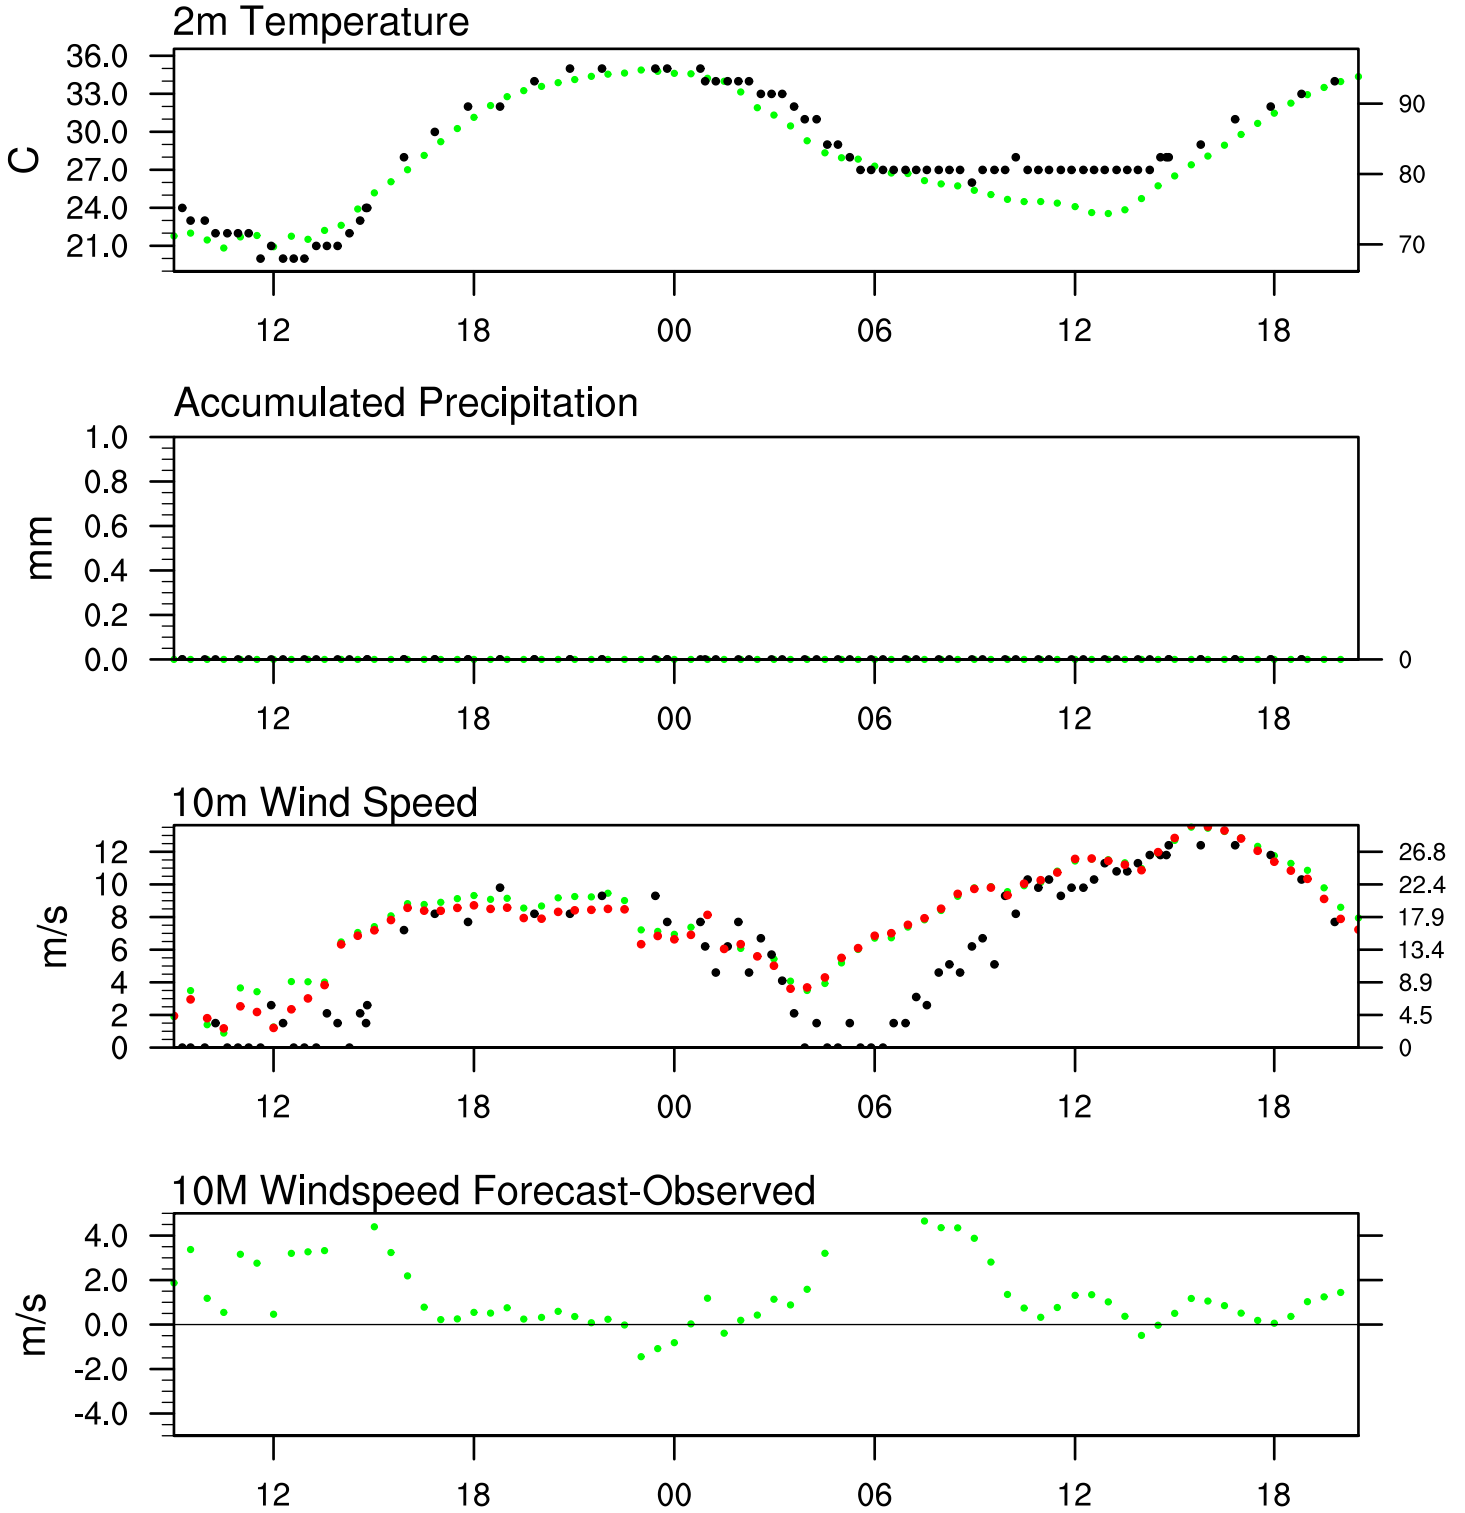 2m Temperature
36.0
33.0
30.0
27.0
24.0
21.0
C
90
80
70
12 18 00 06 12 18
Accumulated Precipitation
1.0
0.8
0.6
0.4
0.2
0.0
mm
0
12 18 00 06 12 18
10m Wind Speed
12
10
8
6
4
2
0
m/s
26.8
22.4
17.9
13.4
8.9
4.5
0
12 18 00 06 12 18
10M Windspeed Forecast-Observed
4.0
2.0
0.0
-2.0
-4.0
m/s
12 18 00 06 12 18